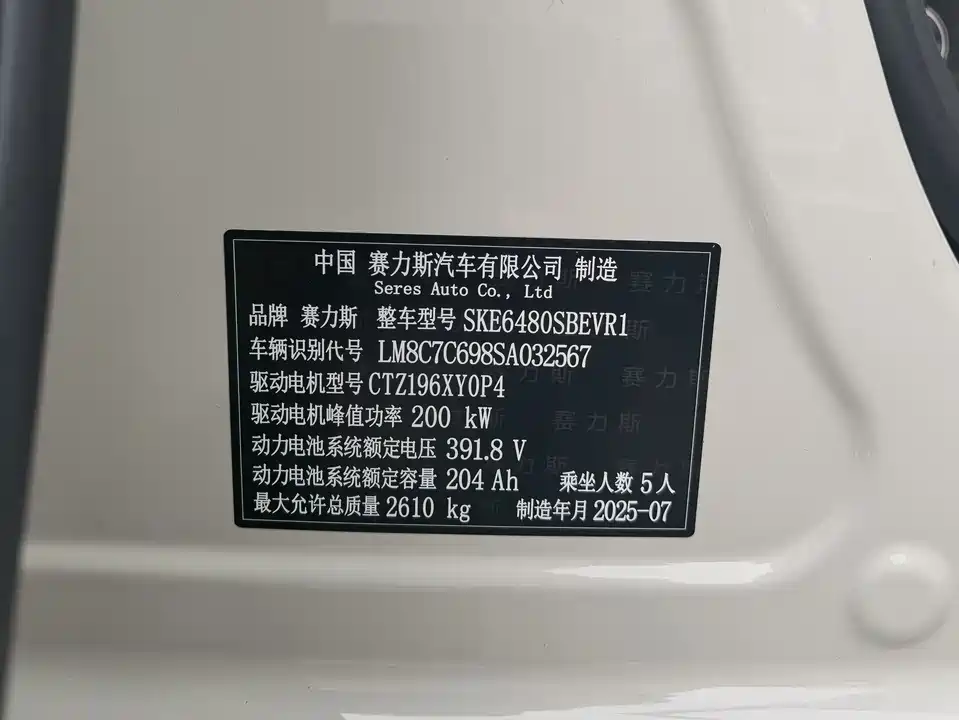 中国 赛力斯汽车有限公司 制造
Seres Auto Co., Ltd
品牌 赛力斯 整车型号 SKE6480SBEVR1
车辆识别代号 LM8C7C698SA032567
驱动电机型号 CTZ196XY0P4
驱动电机峰值功率 200 kW
动力电池系统额定电压 391.8 V
动力电池系统额定容量 204 Ah 乘坐人数 5人
最大允许总质量 2610 kg 制造年月 2025-07